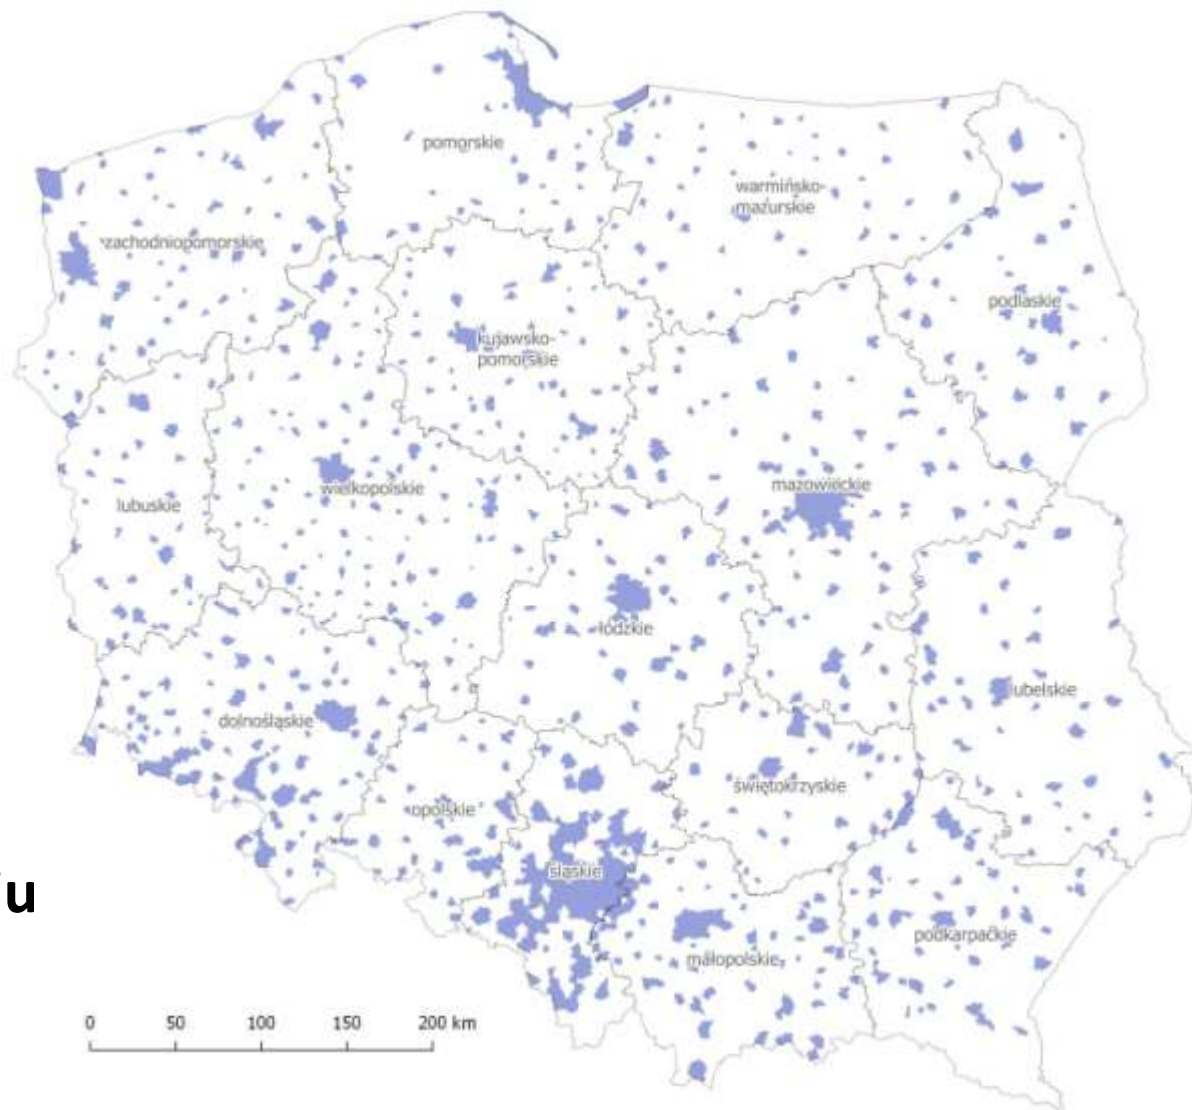 pomorskie
warmińsko-
mazurskie
zachodniopomorskie
podlaskie
kujawsko-
pomorskie
wielkopolskie
mazowieckie
lubuskie
łódzkie
lubelskie
dolnośląskie
świętokrzyskie
opolskie
śląskie
podkarpackie
małopolskie
0 50 100 150 200 km